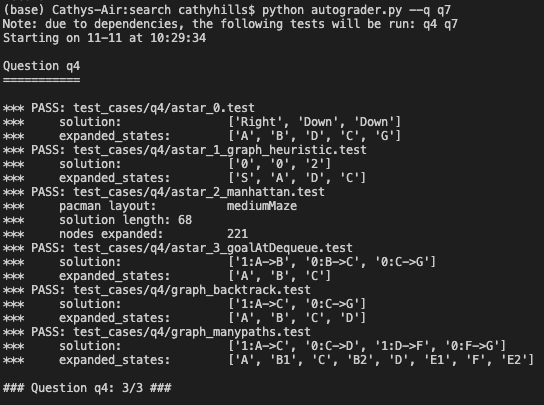 (base) Cathys-Air:search cathyhills$ python autograder.py --q q7
Note: due to dependencies, the following tests will be run: q4 q7
Starting on 11-11 at 10:29:34

Question q4
===========

*** PASS: test_cases/q4/astar_0.test
***     solution:               ['Right', 'Down', 'Down']
***     expanded_states:        ['A', 'B', 'D', 'C', 'G']
*** PASS: test_cases/q4/astar_1_graph_heuristic.test
***     solution:               ['0', '0', '2']
***     expanded_states:        ['S', 'A', 'D', 'C']
*** PASS: test_cases/q4/astar_2_manhattan.test
***     pacman layout:          mediumMaze
***     solution length: 68
***     nodes expanded:         221
*** PASS: test_cases/q4/astar_3_goalAtDequeue.test
***     solution:               ['1:A->B', '0:B->C', '0:C->G']
***     expanded_states:        ['A', 'B', 'C']
*** PASS: test_cases/q4/graph_backtrack.test
***     solution:               ['1:A->C', '0:C->G']
***     expanded_states:        ['A', 'B', 'C', 'D']
*** PASS: test_cases/q4/graph_manypaths.test
***     solution:               ['1:A->C', '0:C->D', '1:D->F', '0:F->G']
***     expanded_states:        ['A', 'B1', 'C', 'B2', 'D', 'E1', 'F', 'E2']

### Question q4: 3/3 ###